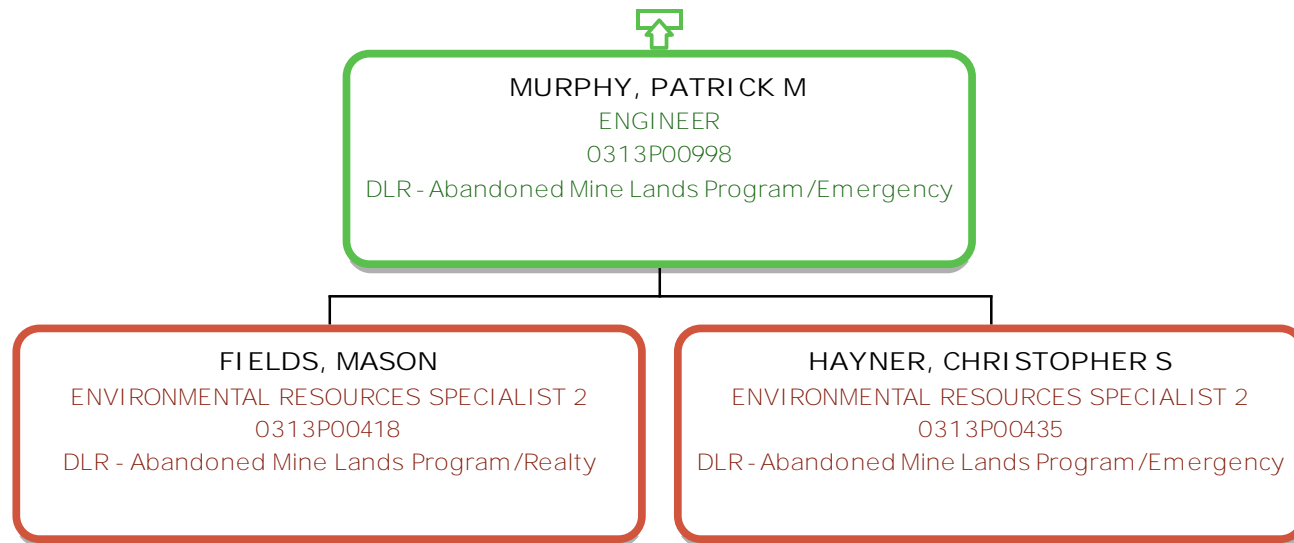 MURPHY, PATRICK M
ENGINEER
0313P00998
DLR - Abandoned Mine Lands Program/Emergency
FIELDS, MASON
ENVIRONMENTAL RESOURCES SPECIALIST 2
0313P00418
DLR - Abandoned Mine Lands Program/Realty
HAYNER, CHRISTOPHER S
ENVIRONMENTAL RESOURCES SPECIALIST 2
0313P00435
DLR - Abandoned Mine Lands Program/Emergency